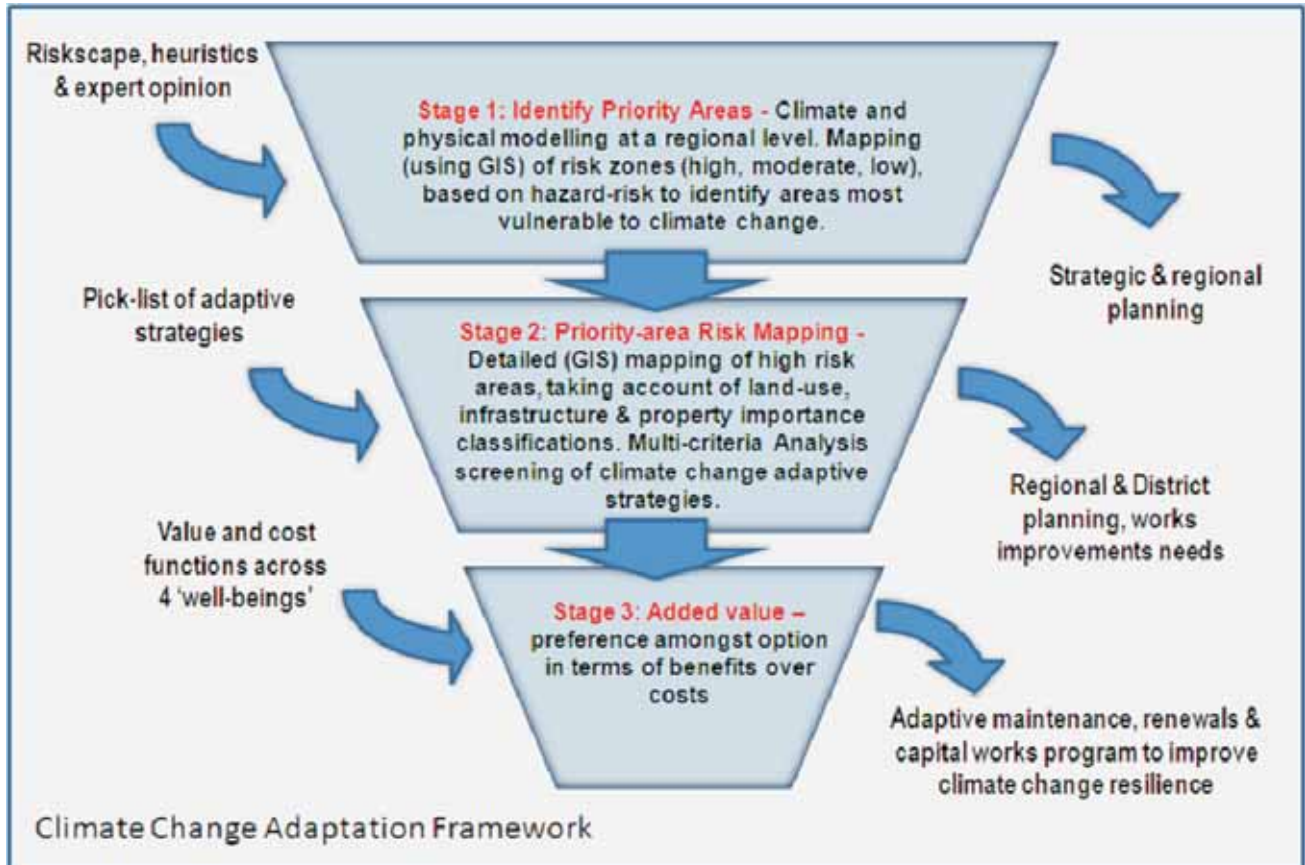 Riskscape, heuristics
& expert opinion
Stage 1: Identify Priority Areas - Climate and
physical modelling at a regional level. Mapping
(using GIS) of risk zones (high, moderate, low),
based on hazard-risk to identify areas most
vulnerable to climate change.
Strategic & regional
planning
Pick-list of adaptive
strategies
Stage 2: Priority-area Risk Mapping -
Detailed (GIS) mapping of high risk
areas, taking account of land-use,
infrastructure & property importance
classifications. Multi-criteria Analysis
screening of climate change adaptive
strategies.
Regional & District
planning, works
improvements needs
Value and cost
functions across
4 ‘well-beings’
Stage 3: Added value –
preference amongst option
in terms of benefits over
costs
Adaptive maintenance, renewals &
capital works program to improve
climate change resilience
Climate Change Adaptation Framework